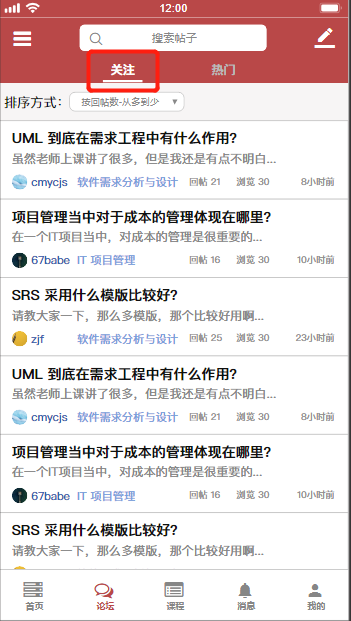 12:00
搜索帖子
关注 热门
排序方式： 按回帖数-从多到少
UML 到底在需求工程中有什么作用?
虽然老师上课讲了很多，但是我还是有点不明白...
cmycjs 软件需求分析与设计 回帖 21 浏览 30 8小时前
项目管理当中对于成本的管理体现在哪里?
在一个IT项目当中，对成本的管理是很重要的...
67babe IT 项目管理 回帖 16 浏览 30 10小时前
SRS 采用什么模版比较好?
请教大家一下，那么多模版，那个比较好用啊...
zjf 软件需求分析与设计 回帖 25 浏览 30 23小时前
UML 到底在需求工程中有什么作用?
虽然老师上课讲了很多，但是我还是有点不明白...
cmycjs 软件需求分析与设计 回帖 21 浏览 30 8小时前
项目管理当中对于成本的管理体现在哪里?
在一个IT项目当中，对成本的管理是很重要的...
67babe IT 项目管理 回帖 16 浏览 30 10小时前
SRS 采用什么模版比较好?
请教大家一下，那么多模版，那个比较好用啊...
首页 论坛 课程 消息 我的